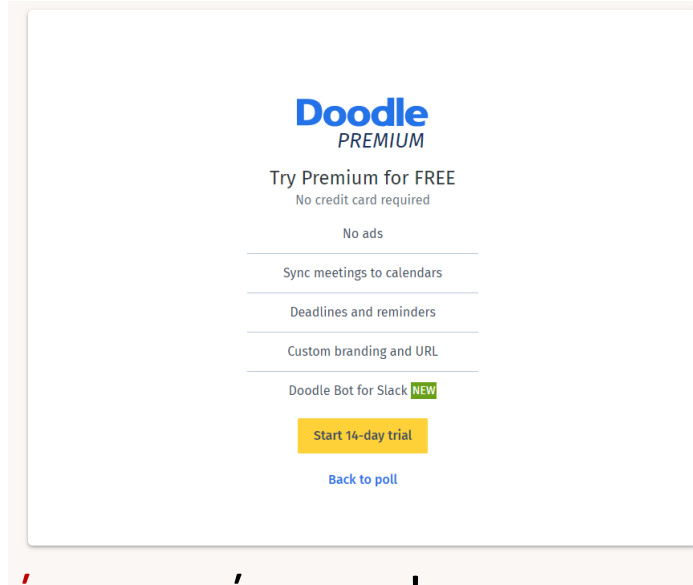 Doodle
PREMIUM
Try Premium for FREE
No credit card required
No ads
Sync meetings to calendars
Deadlines and reminders
Custom branding and URL
Doodle Bot for Slack NEW
Start 14-day trial
Back to poll